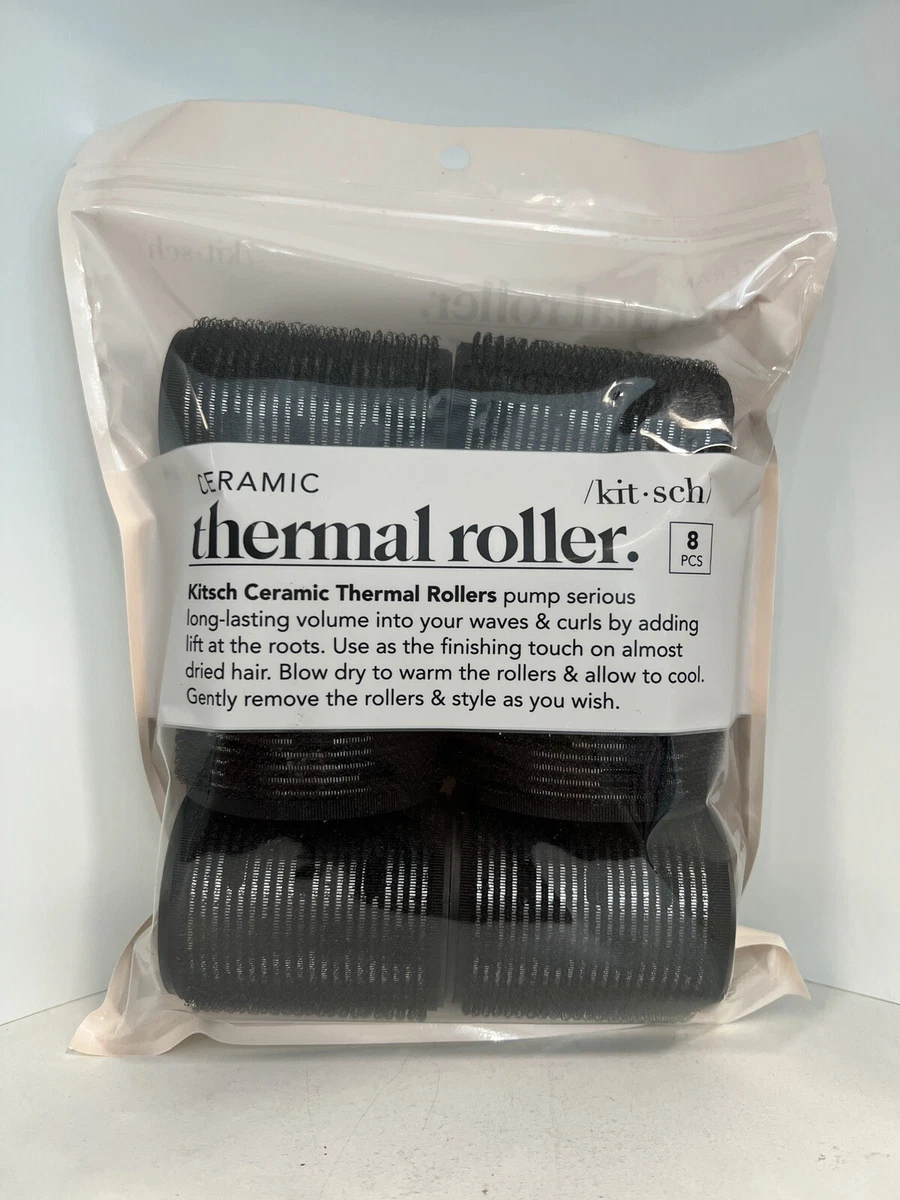 CERAMIC
/kit·sch/
thermal roller.
8
PCS
Kitsch Ceramic Thermal Rollers pump serious
long-lasting volume into your waves & curls by adding
lift at the roots. Use as the finishing touch on almost
dried hair. Blow dry to warm the rollers & allow to cool.
Gently remove the rollers & style as you wish.